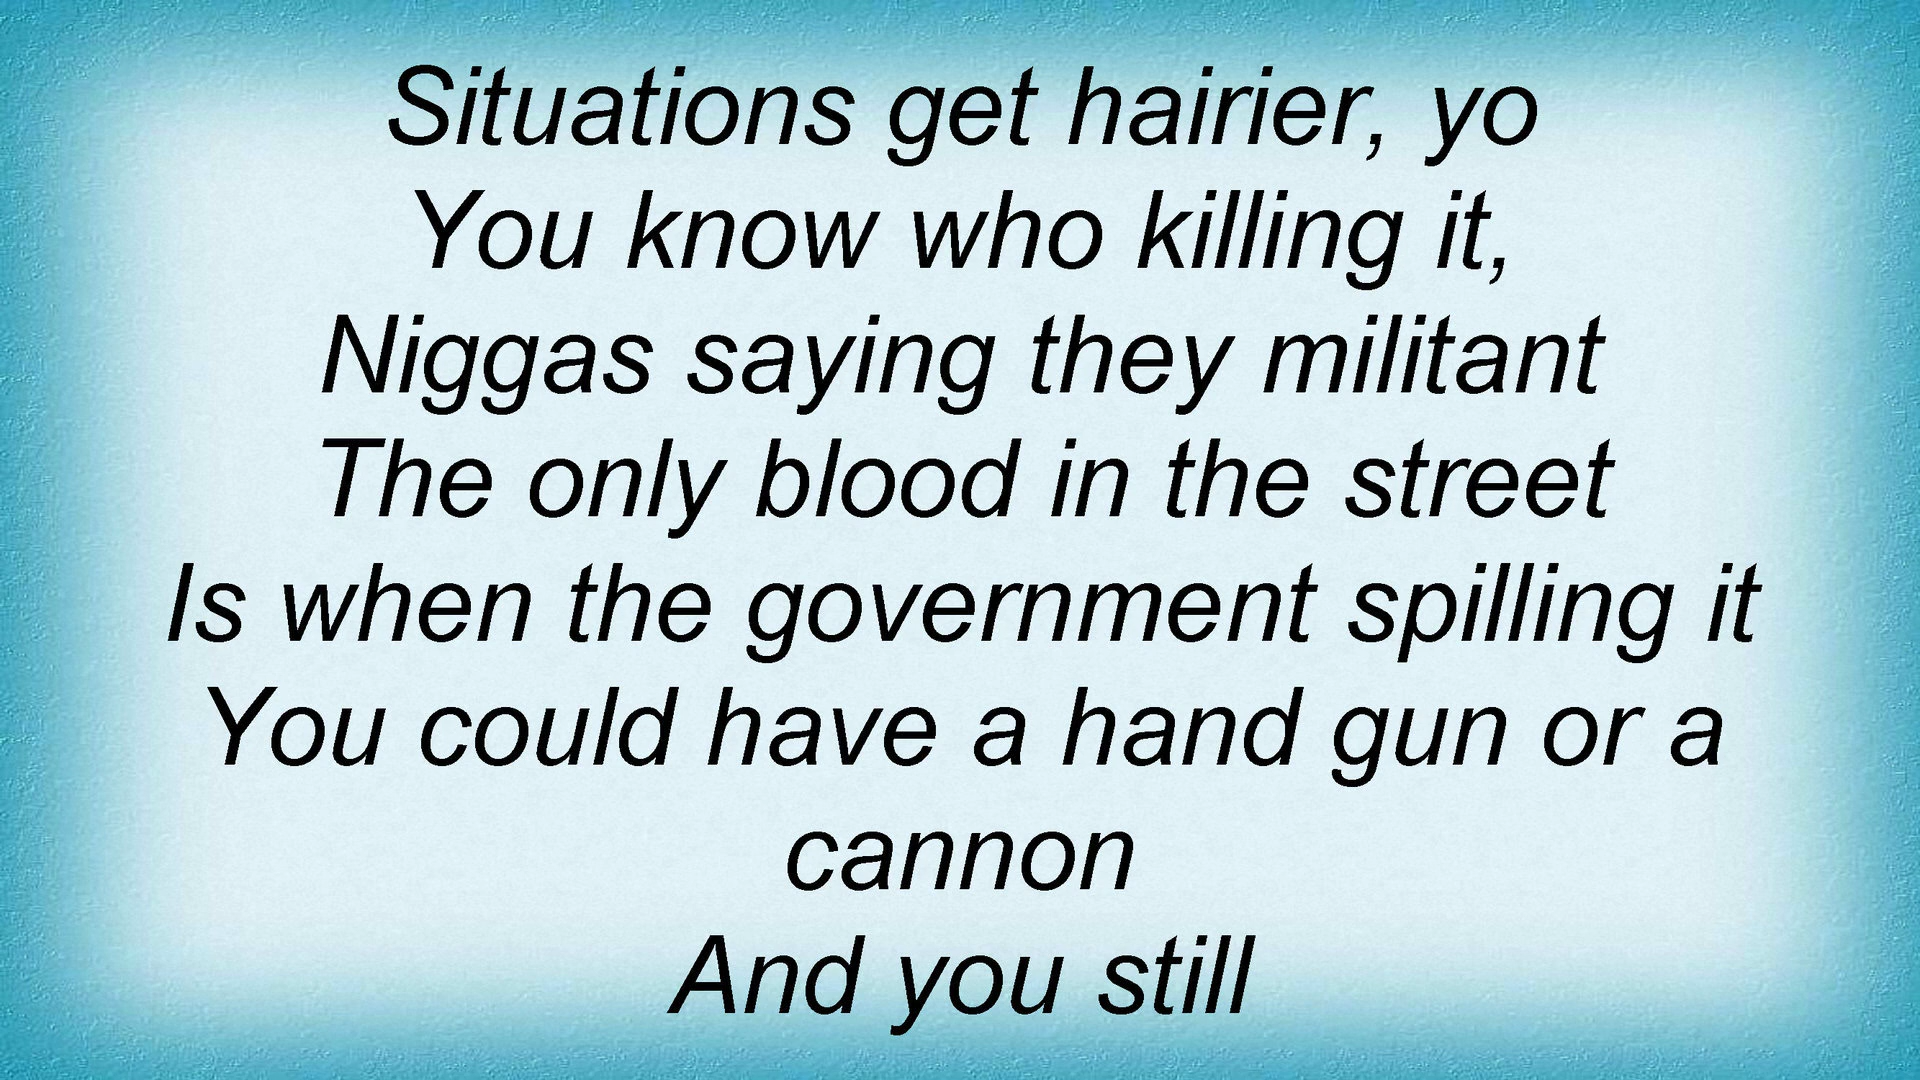 Situations get hairier, yo
You know who killing it,
Niggas saying they militant
The only blood in the street
Is when the government spilling it
You could have a hand gun or a
cannon
And you still